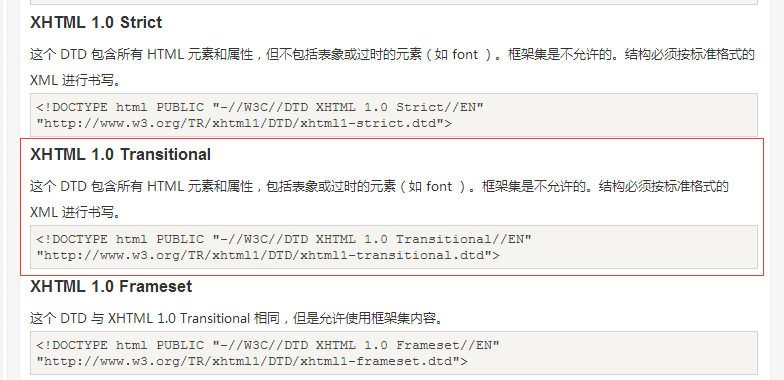 XHTML 1.0 Strict
这个 DTD 包含所有 HTML 元素和属性，但不包括表象或过时的元素（如 font ）。框架集是不允许的。结构必须按标准格式的
XML 进行书写。
<!DOCTYPE html PUBLIC "-//W3C//DTD XHTML 1.0 Strict//EN"
"http://www.w3.org/TR/xhtml1/DTD/xhtml1-strict.dtd">
XHTML 1.0 Transitional
这个 DTD 包含所有 HTML 元素和属性，包括表象或过时的元素（如 font ）。框架集是不允许的。结构必须按标准格式的
XML 进行书写。
<!DOCTYPE html PUBLIC "-//W3C//DTD XHTML 1.0 Transitional//EN"
"http://www.w3.org/TR/xhtml1/DTD/xhtml1-transitional.dtd">
XHTML 1.0 Frameset
这个 DTD 与 XHTML 1.0 Transitional 相同，但是允许使用框架集内容。
<!DOCTYPE html PUBLIC "-//W3C//DTD XHTML 1.0 Frameset//EN"
"http://www.w3.org/TR/xhtml1/DTD/xhtml1-frameset.dtd">